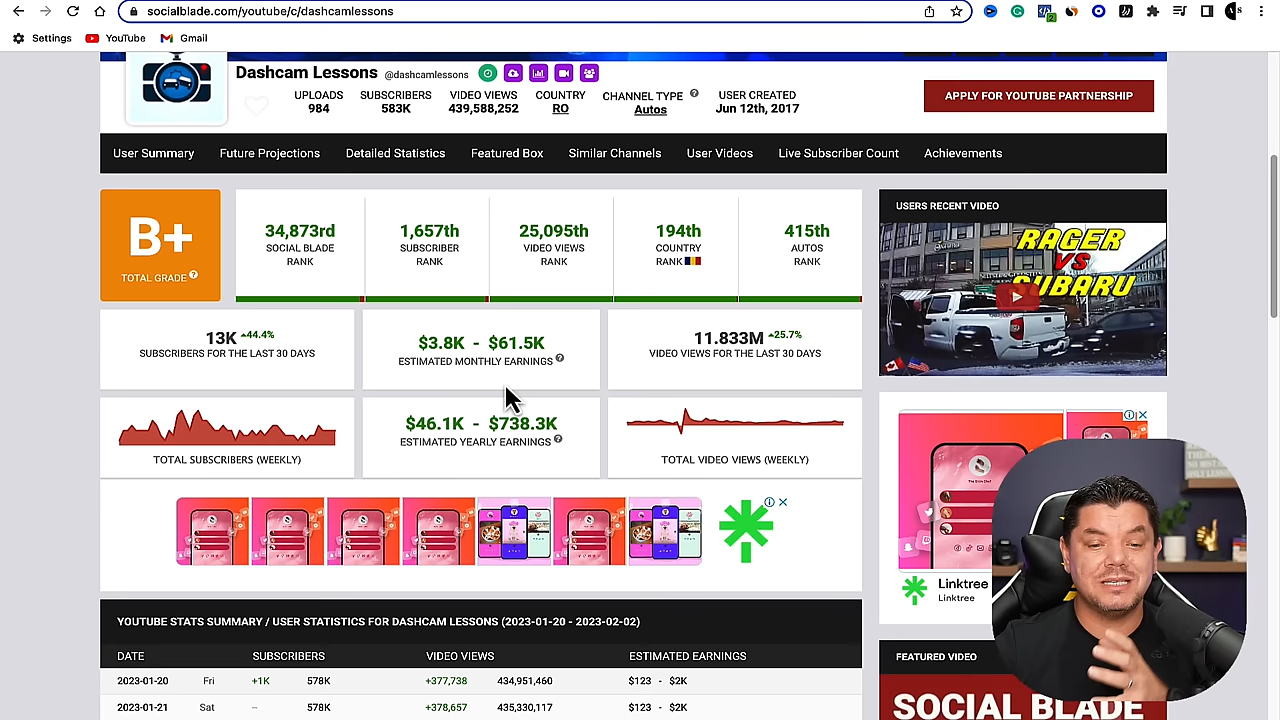 socialblade.com/youtube/c/dashcamlessons
Settings YouTube Gmail
Dashcam Lessons @dashcamlessons
UPLOADS SUBSCRIBERS VIDEO VIEWS COUNTRY CHANNEL TYPE USER CREATED
984 583K 439,588,252 RO Autos Jun 12th, 2017
APPLY FOR YOUTUBE PARTNERSHIP
User Summary Future Projections Detailed Statistics Featured Box Similar Channels User Videos Live Subscriber Count Achievements
B+
TOTAL GRADE
34,873rd
SOCIAL BLADE
RANK
1,657th
SUBSCRIBER
RANK
25,095th
VIDEO VIEWS
RANK
194th
COUNTRY
RANK
415th
AUTOS
RANK
USERS RECENT VIDEO
RAGER
VS
SUBARU
13K 44.4%
SUBSCRIBERS FOR THE LAST 30 DAYS
$3.8K - $61.5K
ESTIMATED MONTHLY EARNINGS
11.833M 25.7%
VIDEO VIEWS FOR THE LAST 30 DAYS
TOTAL SUBSCRIBERS (WEEKLY)
$46.1K - $738.3K
ESTIMATED YEARLY EARNINGS
TOTAL VIDEO VIEWS (WEEKLY)
Linktree
Linktree
YOUTUBE STATS SUMMARY / USER STATISTICS FOR DASHCAM LESSONS (2023-01-20 - 2023-02-02)
DATE SUBSCRIBERS VIDEO VIEWS ESTIMATED EARNINGS
2023-01-20 Fri +1K 578K +377,738 434,951,460 $123 - $2K
2023-01-21 Sat -- 578K +378,657 435,330,117 $123 - $2K
FEATURED VIDEO
SOCIAL BLADE